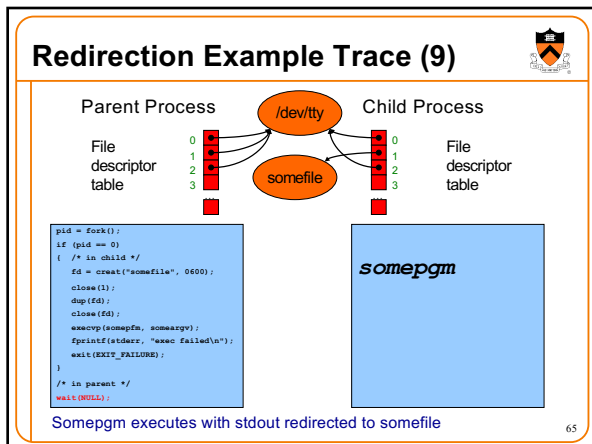 Redirection Example Trace (9)
Parent Process
/dev/tty
Child Process
File
descriptor
table
0
1
2
3
...
somefile
0
1
2
3
...
File
descriptor
table
pid = fork();
if (pid == 0)
{ /* in child */
fd = creat("somefile", 0600);
close(1);
dup(fd);
close(fd);
execvp(somepfm, someargv);
fprintf(stderr, "exec failed\n");
exit(EXIT_FAILURE);
}
/* in parent */
wait(NULL);
somepgm
Somepgm executes with stdout redirected to somefile
65